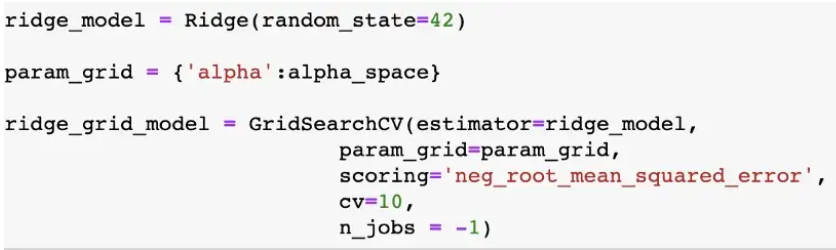 ridge_model = Ridge(random_state=42)
param_grid = {'alpha':alpha_space}
ridge_grid_model = GridSearchCV(estimator=ridge_model,
                                param_grid=param_grid,
                                scoring='neg_root_mean_squared_error',
                                cv=10,
                                n_jobs = -1)